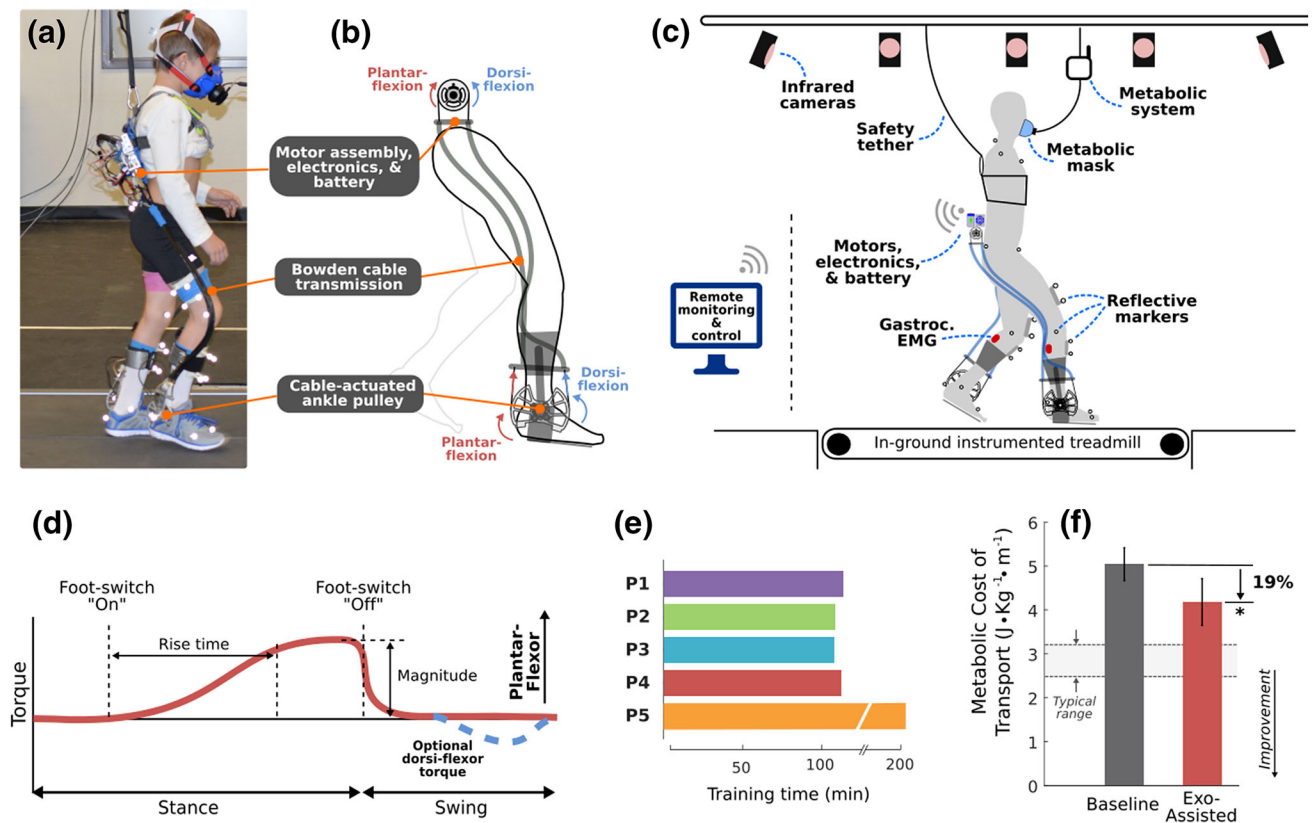 (a)
(b)
Plantar-
flexion
Dorsi-
flexion
Motor assembly,
electronics, &
battery
Bowden cable
transmission
Cable-actuated
ankle pulley
Dorsi-
flexion
Plantar-
flexion
(c)
Infrared
cameras
Safety
tether
Metabolic
system
Metabolic
mask
Motors,
electronics,
& battery
Remote
monitoring
&
control
Gastroc.
EMG
Reflective
markers
In-ground instrumented treadmill
(d)
Foot-switch
"On"
Foot-switch
"Off"
Rise time
Magnitude
Plantar-
Flexor
Torque
Optional
dorsi-flexor
torque
Stance
Swing
(e)
P1
P2
P3
P4
P5
50
100
200
Training time (min)
(f)
Metabolic Cost of
Transport (J•Kg⁻¹•m⁻¹)
6
5
4
3
2
1
0
19%
*
Typical
range
Improvement
Baseline
Exo-
Assisted